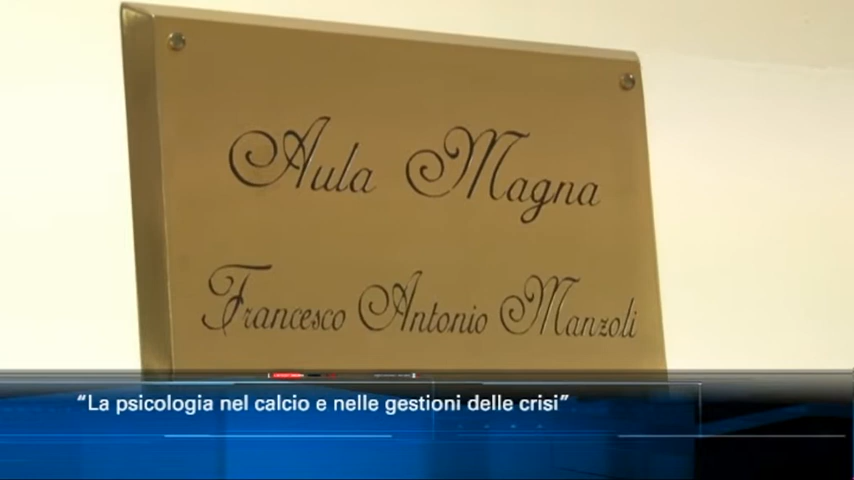 Aula Magna
Francesco Antonio Manzoli
“La psicologia nel calcio e nelle gestioni delle crisi”